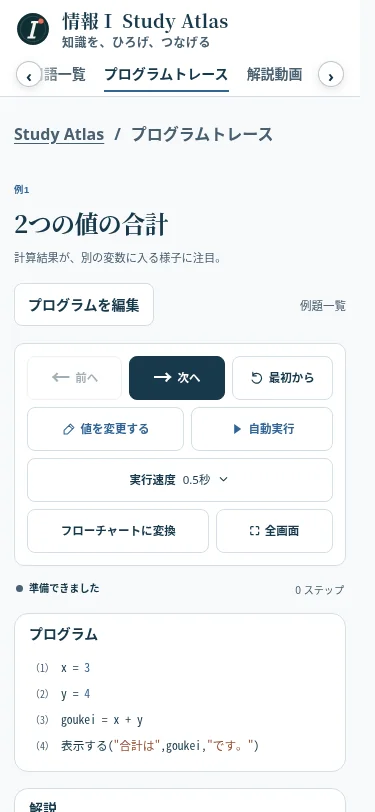 情報 I Study Atlas
知識を、ひろげ、つなげる
語一覧 プログラムトレース 解説動画
Study Atlas / プログラムトレース
例1
2つの値の合計
計算結果が、別の変数に入る様子に注目。
プログラムを編集 例題一覧
← 前へ → 次へ 最初から
値を変更する 自動実行
実行速度 0.5秒
フローチャートに変換 全画面
準備できました 0 ステップ
プログラム
(1) x = 3
(2) y = 4
(3) goukei = x + y
(4) 表示する("合計は",goukei,"です。")
解説